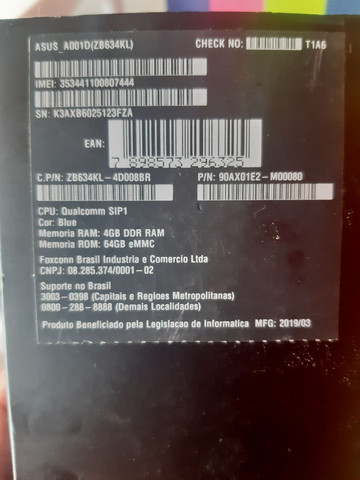 ASUS_A001D(ZB634KL) CHECK NO: T1A6
IMEI: 353441100807444
SN: K3AXB6025123FZA
EAN:
7 898573 296325
C.P/N: ZB634KL-4D008BR P/N: 90AX01E2-M00080
CPU: Qualcomm SIP1
Cor: Blue
Memoria RAM: 4GB DDR RAM
Memoria ROM: 64GB eMMC
Foxconn Brasil Industria e Comercio Ltda
CNPJ: 08.285.374/0001-02
Suporte no Brasil
3003-0398 (Capitais e Regioes Metropolitanas)
0800-288-8888 (Demais Localidades)
Produto Beneficiado pela Legislacao de Informatica MFG: 2019/03